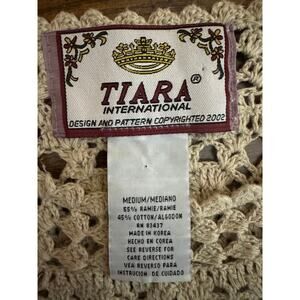 TIARA®
INTERNATIONAL
DESIGN AND PATTERN COPYRIGHTED 2002
MEDIUM/MEDIANO
55% RAMIE/RAMIE
45% COTTON/ALGODON
RN 83437
MADE IN KOREA
HECHO EN COREA
SEE REVERSE FOR
CARE DIRECTIONS
VEA REVERSO PARA
INSTRUCION DE CUIDADO